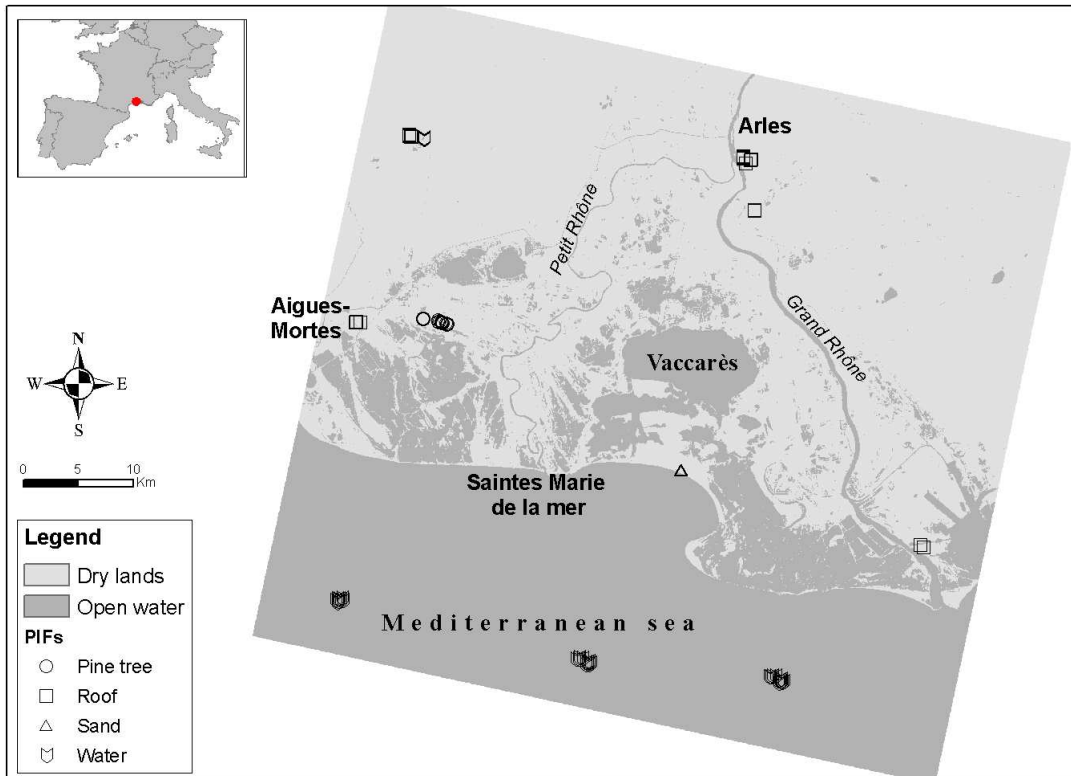 Arles
Petit Rhône
Aigues-
Mortes
Grand Rhône
Vaccarès
N
W E
S
0 5 10
Km
Saintes Marie
de la mer
Mediterranean sea
Legend
Dry lands
Open water
PIFs
Pine tree
Roof
Sand
Water